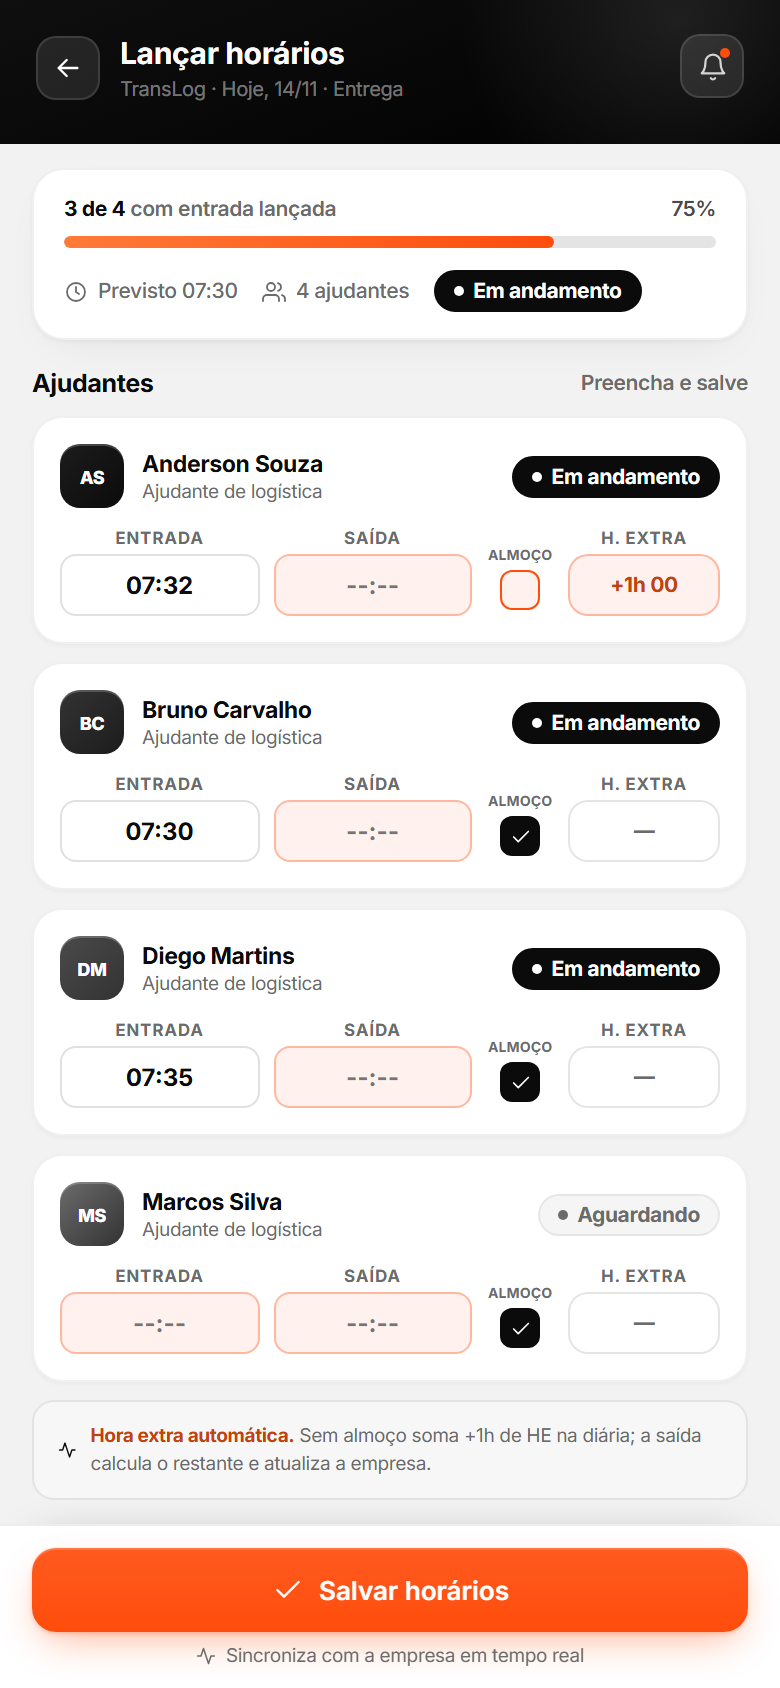 Lançar horários
TransLog · Hoje, 14/11 · Entrega
3 de 4 com entrada lançada 75%
Previsto 07:30 4 ajudantes Em andamento
Ajudantes Preencha e salve
AS Anderson Souza Em andamento
Ajudante de logística
ENTRADA SAÍDA ALMOÇO H. EXTRA
07:32 --:-- +1h 00
BC Bruno Carvalho Em andamento
Ajudante de logística
ENTRADA SAÍDA ALMOÇO H. EXTRA
07:30 --:-- —
DM Diego Martins Em andamento
Ajudante de logística
ENTRADA SAÍDA ALMOÇO H. EXTRA
07:35 --:-- —
MS Marcos Silva Aguardando
Ajudante de logística
ENTRADA SAÍDA ALMOÇO H. EXTRA
--:-- --:-- —
Hora extra automática. Sem almoço soma +1h de HE na diária; a saída
calcula o restante e atualiza a empresa.
Salvar horários
Sincroniza com a empresa em tempo real